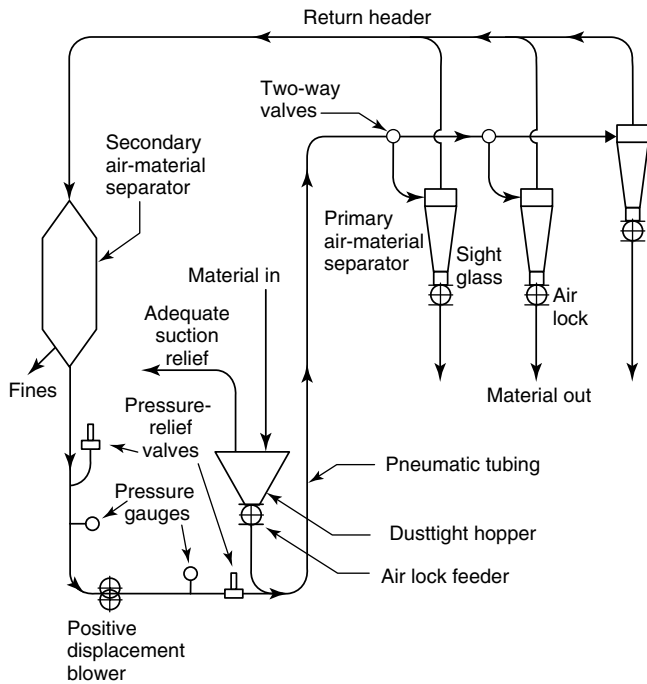 Return header
Two-way
valves
Secondary
air-material
separator
Primary
air-material
separator
Sight
glass
Material in
Air
lock
Adequate
suction
relief
Fines
Material out
Pressure-
relief
valves
Pneumatic tubing
Pressure
gauges
Dusttight hopper
Air lock feeder
Positive
displacement
blower